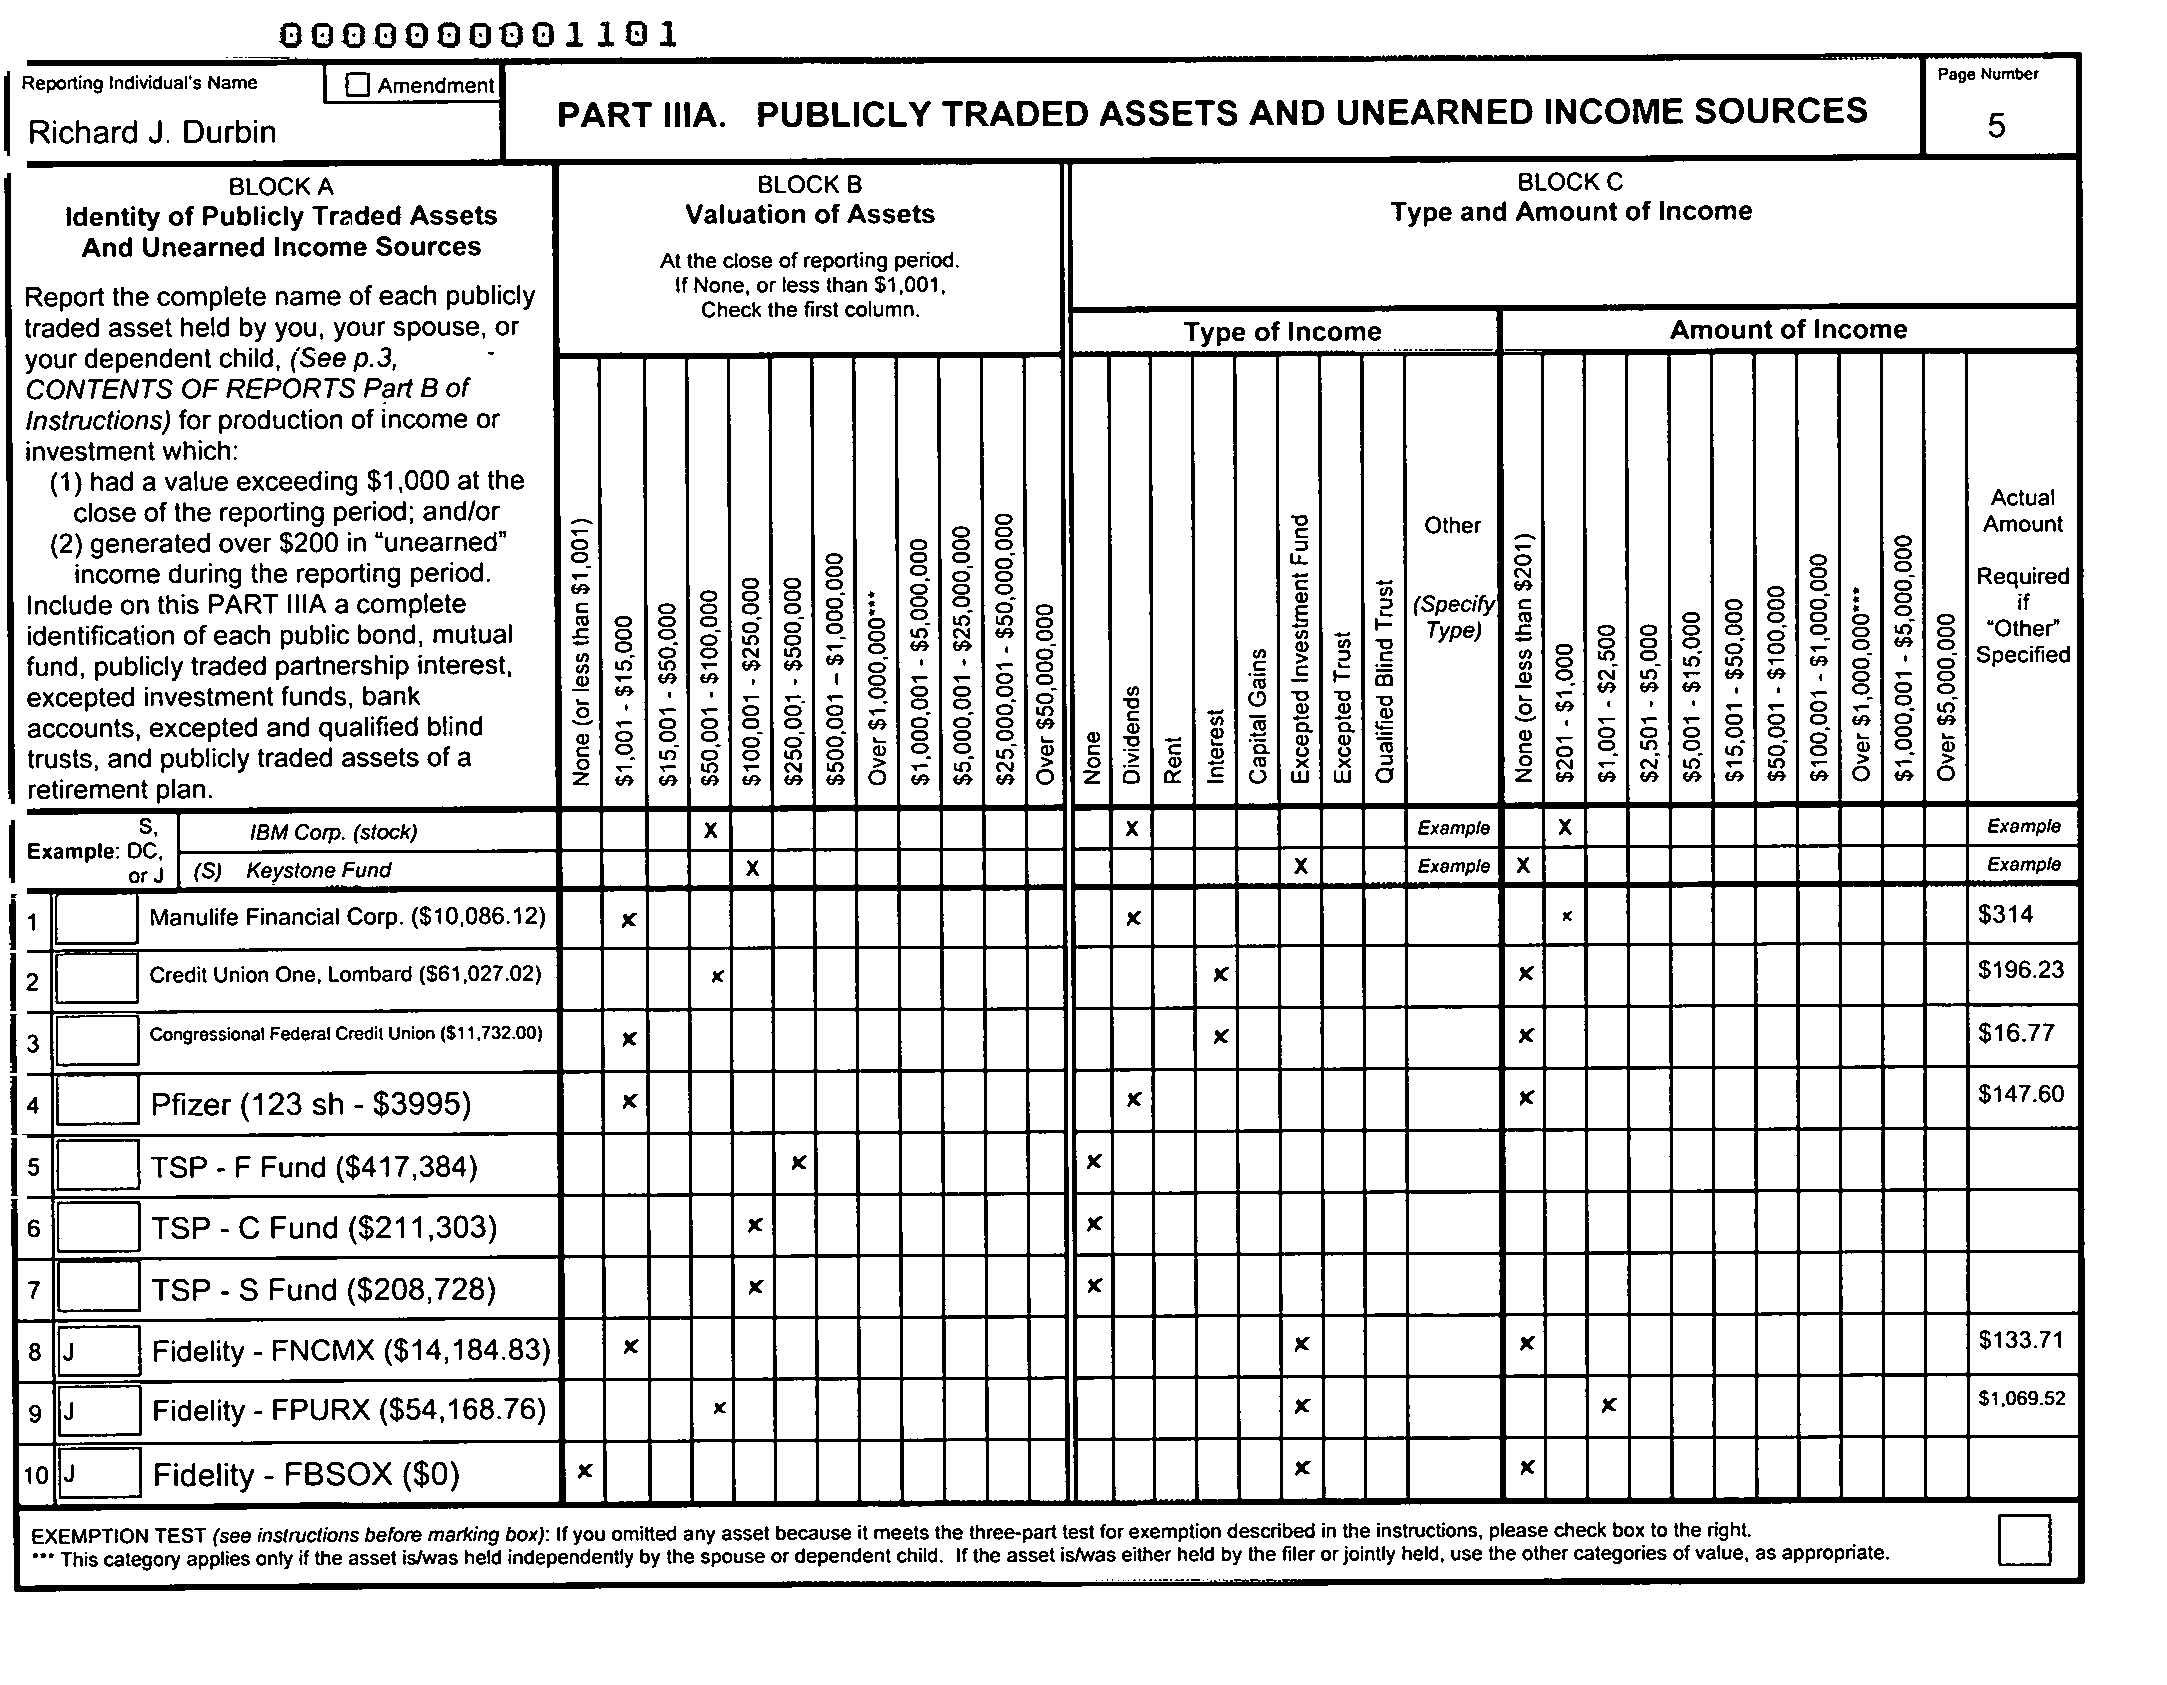 0000000001101
Reporting Individual's Name
Amendment
Richard J. Durbin
PART IIIA. PUBLICLY TRADED ASSETS AND UNEARNED INCOME SOURCES
Page Number
5
BLOCK A
Identity of Publicly Traded Assets
And Unearned Income Sources
Report the complete name of each publicly
traded asset held by you, your spouse, or
your dependent child, (See p.3,
CONTENTS OF REPORTS Part B of
Instructions) for production of income or
investment which:
(1) had a value exceeding $1,000 at the
close of the reporting period; and/or
(2) generated over $200 in "unearned"
income during the reporting period.
Include on this PART IIIA a complete
identification of each public bond, mutual
fund, publicly traded partnership interest,
excepted investment funds, bank
accounts, excepted and qualified blind
trusts, and publicly traded assets of a
retirement plan.
BLOCK B
Valuation of Assets
At the close of reporting period.
If None, or less than $1,001,
Check the first column.
None (or less than $1,001)
$1,001 - $15,000
$15,001 - $50,000
$50,001 - $100,000
$100,001 - $250,000
$250,001 - $500,000
$500,001 – $1,000,000
Over $1,000,000***
$1,000,001 - $5,000,000
$5,000,001 - $25,000,000
$25,000,001 - $50,000,000
Over $50,000,000
BLOCK C
Type and Amount of Income
Type of Income
None
Dividends
Rent
Interest
Capital Gains
Excepted Investment Fund
Excepted Trust
Qualified Blind Trust
Other
(Specify
Type)
Amount of Income
None (or less than $201)
$201 - $1,000
$1,001 - $2,500
$2,501 - $5,000
$5,001 - $15,000
$15,001 - $50,000
$50,001 - $100,000
$100,001 - $1,000,000
Over $1,000,000***
$1,000,001 - $5,000,000
Over $5,000,000
Actual
Amount
Required
if
"Other"
Specified
Example: S, DC, or J
IBM Corp. (stock) X X Example X Example
(S) Keystone Fund X X Example X Example
1 Manulife Financial Corp. ($10,086.12) x x x $314
2 Credit Union One, Lombard ($61,027.02) x x x $196.23
3 Congressional Federal Credit Union ($11,732.00) x x x $16.77
4 Pfizer (123 sh - $3995) x x x $147.60
5 TSP - F Fund ($417,384) x x
6 TSP - C Fund ($211,303) x x
7 TSP - S Fund ($208,728) x x
8 J Fidelity - FNCMX ($14,184.83) x x x $133.71
9 J Fidelity - FPURX ($54,168.76) x x x $1,069.52
10 J Fidelity - FBSOX ($0) x x x
EXEMPTION TEST (see instructions before marking box): If you omitted any asset because it meets the three-part test for exemption described in the instructions, please check box to the right.
*** This category applies only if the asset is/was held independently by the spouse or dependent child. If the asset is/was either held by the filer or jointly held, use the other categories of value, as appropriate.